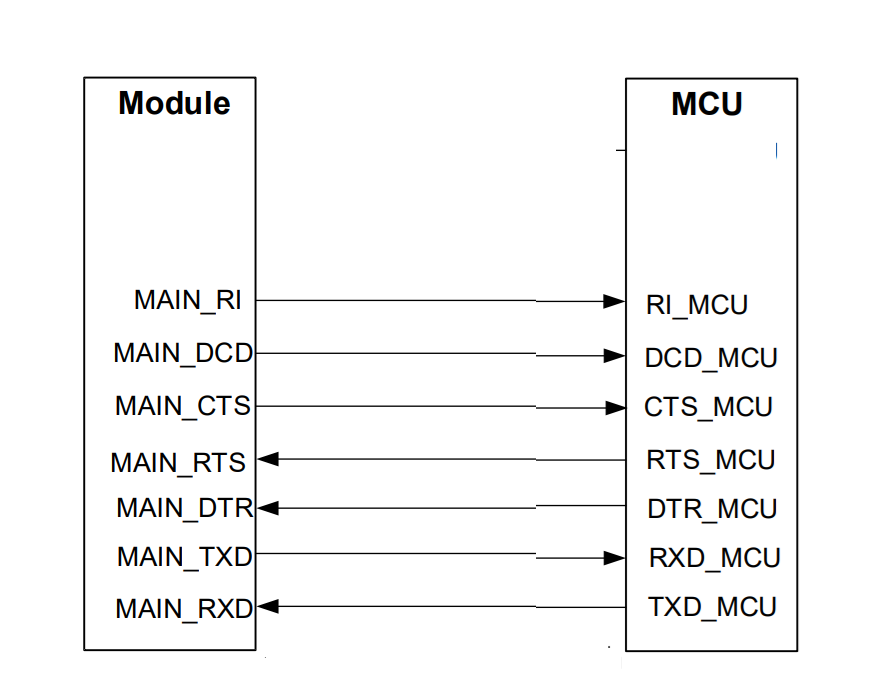 Module
MCU
MAIN_RI
RI_MCU
MAIN_DCD
DCD_MCU
MAIN_CTS
CTS_MCU
MAIN_RTS
RTS_MCU
MAIN_DTR
DTR_MCU
MAIN_TXD
RXD_MCU
MAIN_RXD
TXD_MCU